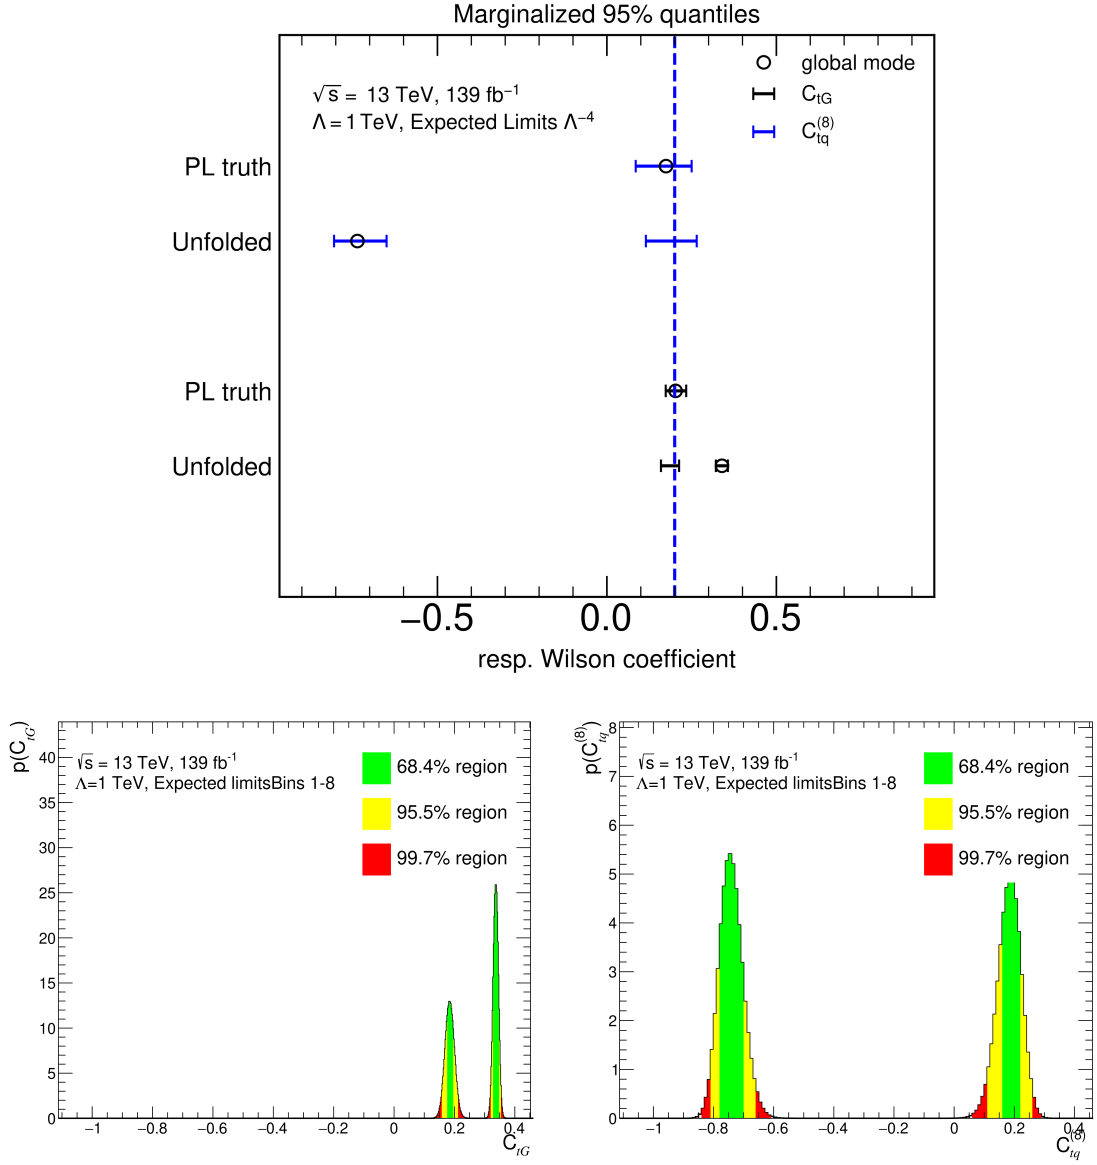 Marginalized 95% quantiles
global mode
√s = 13 TeV, 139 fb⁻¹
C_tG
Λ = 1 TeV, Expected Limits Λ⁻⁴
C_tq^(8)
PL truth
Unfolded
PL truth
Unfolded
−0.5 0.0 0.5
resp. Wilson coefficient
p(C_tG)
√s = 13 TeV, 139 fb⁻¹
Λ=1 TeV, Expected limitsBins 1-8
68.4% region
95.5% region
99.7% region
40
35
30
25
20
15
10
5
0
−1 −0.8 −0.6 −0.4 −0.2 0 0.2 0.4
C_tG
p(C_tq^(8))
√s = 13 TeV, 139 fb⁻¹
Λ=1 TeV, Expected limitsBins 1-8
68.4% region
95.5% region
99.7% region
8
7
6
5
4
3
2
1
0
−1 −0.8 −0.6 −0.4 −0.2 0 0.2 0.4
C_tq^(8)